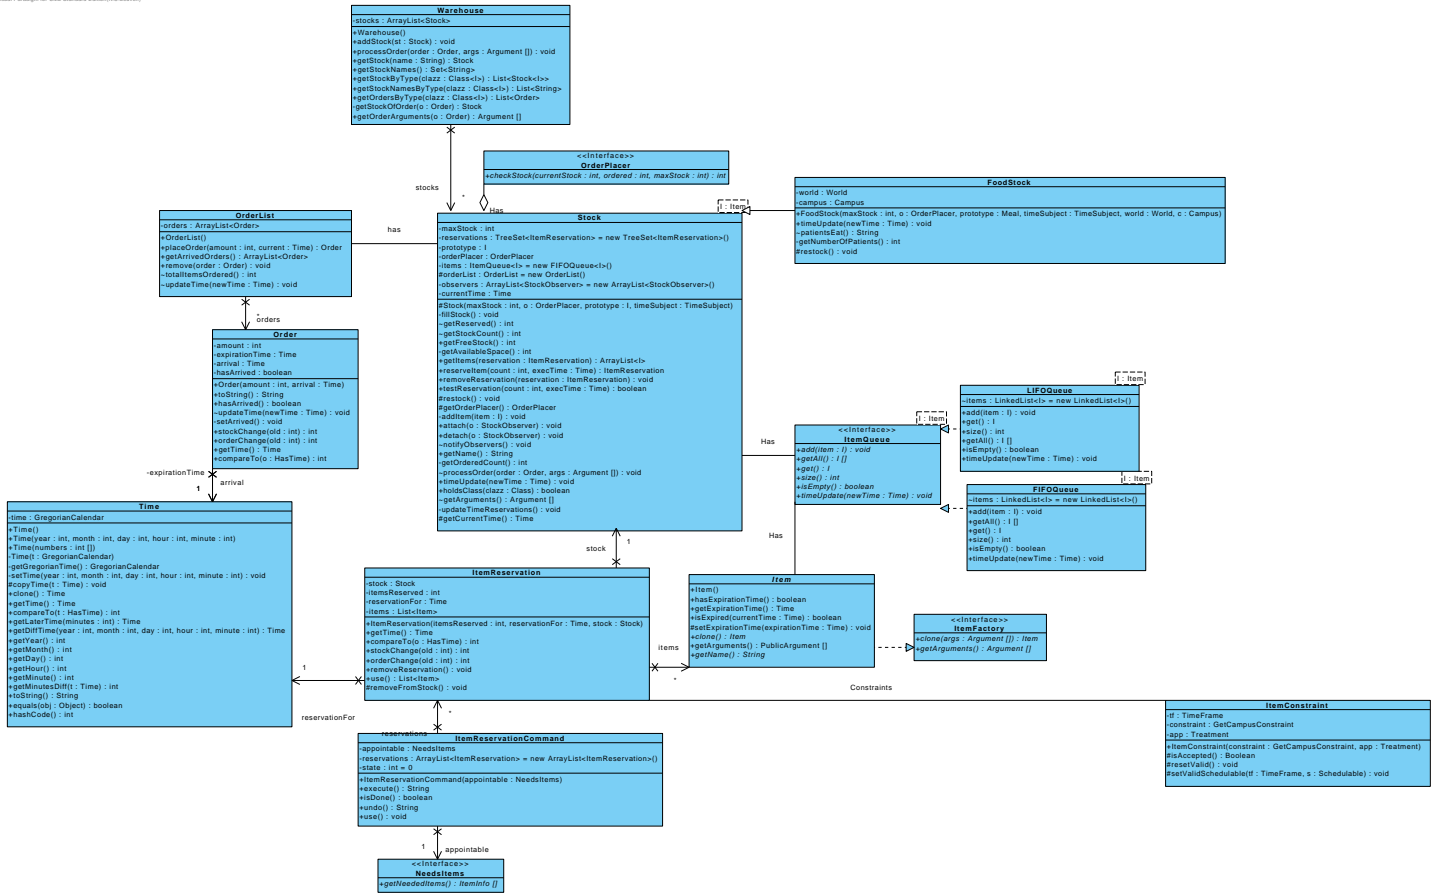 Warehouse
-stocks : ArrayList<Stock>
+Warehouse()
+addStock(st : Stock) : void
+processOrder(order : Order, args : Argument []) : void
+getStock(name : String) : Stock
+getStockNames() : Set<String>
+getStockByType(clazz : Class<I>) : List<Stock<I>>
+getStockNamesByType(clazz : Class<I>) : List<String>
+getOrdersByType(clazz : Class<I>) : List<Order>
-getStockOfOrder(o : Order) : Stock
+getOrderArguments(o : Order) : Argument []
stocks
*
<<Interface>>
OrderPlacer
+checkStock(currentStock : int, ordered : int, maxStock : int) : int
Has
I : Item
FoodStock
-world : World
-campus : Campus
+FoodStock(maxStock : int, o : OrderPlacer, prototype : Meal, timeSubject : TimeSubject, world : World, c : Campus)
+timeUpdate(newTime : Time) : void
~patientsEat() : String
-getNumberOfPatients() : int
#restock() : void
OrderList
-orders : ArrayList<Order>
+OrderList()
+placeOrder(amount : int, current : Time) : Order
+getArrivedOrders() : ArrayList<Order>
+remove(order : Order) : void
~totalItemsOrdered() : int
~updateTime(newTime : Time) : void
has
Stock
-maxStock : int
-reservations : TreeSet<ItemReservation> = new TreeSet<ItemReservation>()
-prototype : I
-orderPlacer : OrderPlacer
-items : ItemQueue<I> = new FIFOQueue<I>()
#orderList : OrderList = new OrderList()
-observers : ArrayList<StockObserver> = new ArrayList<StockObserver>()
-currentTime : Time
#Stock(maxStock : int, o : OrderPlacer, prototype : I, timeSubject : TimeSubject)
-fillStock() : void
~getReserved() : int
~getStockCount() : int
+getFreeStock() : int
-getAvailableSpace() : int
+getItems(reservation : ItemReservation) : ArrayList<I>
+reserveItem(count : int, execTime : Time) : ItemReservation
+removeReservation(reservation : ItemReservation) : void
+testReservation(count : int, execTime : Time) : boolean
#restock() : void
#getOrderPlacer() : OrderPlacer
-addItem(item : I) : void
+attach(o : StockObserver) : void
+detach(o : StockObserver) : void
~notifyObservers() : void
+getName() : String
-getOrderedCount() : int
~processOrder(order : Order, args : Argument []) : void
+timeUpdate(newTime : Time) : void
+holdsClass(clazz : Class) : boolean
~getArguments() : Argument []
-updateTimeReservations() : void
#getCurrentTime() : Time
*
orders
Order
-amount : int
-expirationTime : Time
-arrival : Time
-hasArrived : boolean
+Order(amount : int, arrival : Time)
+toString() : String
+hasArrived() : boolean
~updateTime(newTime : Time) : void
-setArrived() : void
+stockChange(old : int) : int
+orderChange(old : int) : int
+getTime() : Time
+compareTo(o : HasTime) : int
-expirationTime
arrival
1
Has
I : Item
<<Interface>>
ItemQueue
+add(item : I) : void
+getAll() : I []
+get() : I
+size() : int
+isEmpty() : boolean
+timeUpdate(newTime : Time) : void
I : Item
LIFOQueue
~items : LinkedList<I> = new LinkedList<I>()
+add(item : I) : void
+get() : I
+size() : int
+getAll() : I []
+isEmpty() : boolean
+timeUpdate(newTime : Time) : void
I : Item
FIFOQueue
~items : LinkedList<I> = new LinkedList<I>()
+add(item : I) : void
+getAll() : I []
+get() : I
+size() : int
+isEmpty() : boolean
+timeUpdate(newTime : Time) : void
Time
-time : GregorianCalendar
+Time()
+Time(year : int, month : int, day : int, hour : int, minute : int)
+Time(numbers : int [])
-Time(t : GregorianCalendar)
-getGregorianTime() : GregorianCalendar
-setTime(year : int, month : int, day : int, hour : int, minute : int) : void
#copyTime(t : Time) : void
+clone() : Time
+getTime() : Time
+compareTo(t : HasTime) : int
+getLaterTime(minutes : int) : Time
+getDiffTime(year : int, month : int, day : int, hour : int, minute : int) : Time
+getYear() : int
+getMonth() : int
+getDay() : int
+getHour() : int
+getMinute() : int
+getMinutesDiff(t : Time) : int
+toString() : String
+equals(obj : Object) : boolean
+hashCode() : int
stock
1
Has
ItemReservation
-stock : Stock
-itemsReserved : int
-reservationFor : Time
-items : List<Item>
+ItemReservation(itemsReserved : int, reservationFor : Time, stock : Stock)
+getTime() : Time
+compareTo(o : HasTime) : int
+stockChange(old : int) : int
+orderChange(old : int) : int
+removeReservation() : void
+use() : List<Item>
#removeFromStock() : void
items
*
Item
+Item()
+hasExpirationTime() : boolean
+getExpirationTime() : Time
+isExpired(currentTime : Time) : boolean
#setExpirationTime(expirationTime : Time) : void
+clone() : Item
+getArguments() : PublicArgument []
+getName() : String
<<Interface>>
ItemFactory
+clone(args : Argument []) : Item
+getArguments() : Argument []
1
reservationFor
Constraints
ItemConstraint
-tf : TimeFrame
-constraint : GetCampusConstraint
-app : Treatment
+ItemConstraint(constraint : GetCampusConstraint, app : Treatment)
#isAccepted() : Boolean
#resetValid() : void
#setValidSchedulable(tf : TimeFrame, s : Schedulable) : void
*
reservations
ItemReservationCommand
-appointable : NeedsItems
-reservations : ArrayList<ItemReservation> = new ArrayList<ItemReservation>()
-state : int = 0
+ItemReservationCommand(appointable : NeedsItems)
+execute() : String
+isDone() : boolean
+undo() : String
+use() : void
1
appointable
<<Interface>>
NeedsItems
+getNeededItems() : ItemInfo []